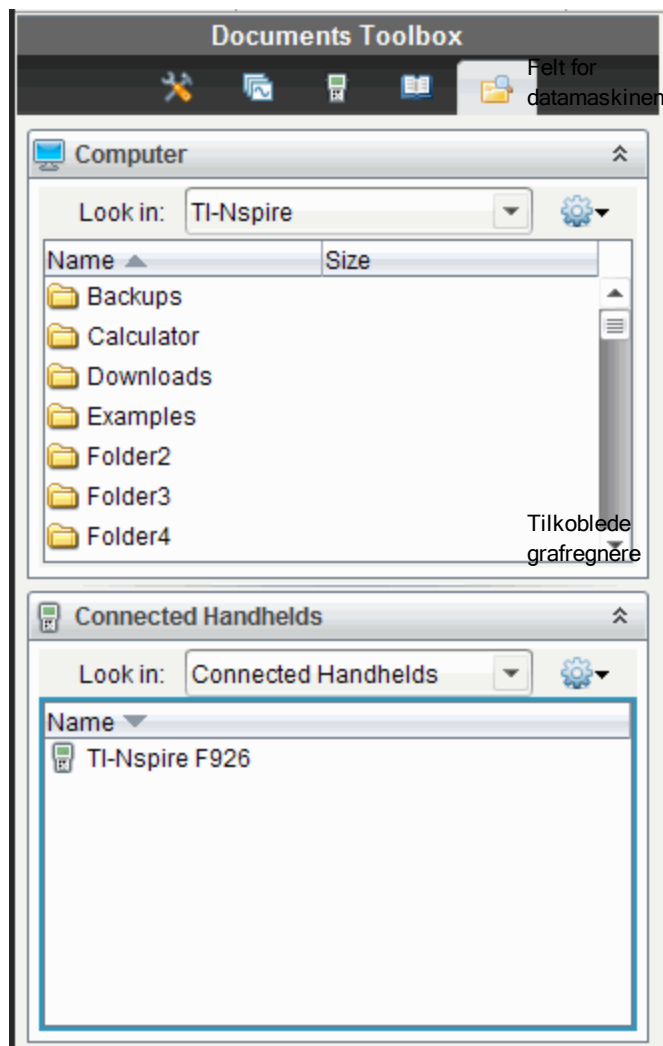 Documents Toolbox
Felt for
datamaskinen
Computer
Look in: TI-Nspire
Name Size
Backups
Calculator
Downloads
Examples
Folder2
Folder3
Folder4
Tilkoblede
grafregnere
Connected Handhelds
Look in: Connected Handhelds
Name
TI-Nspire F926